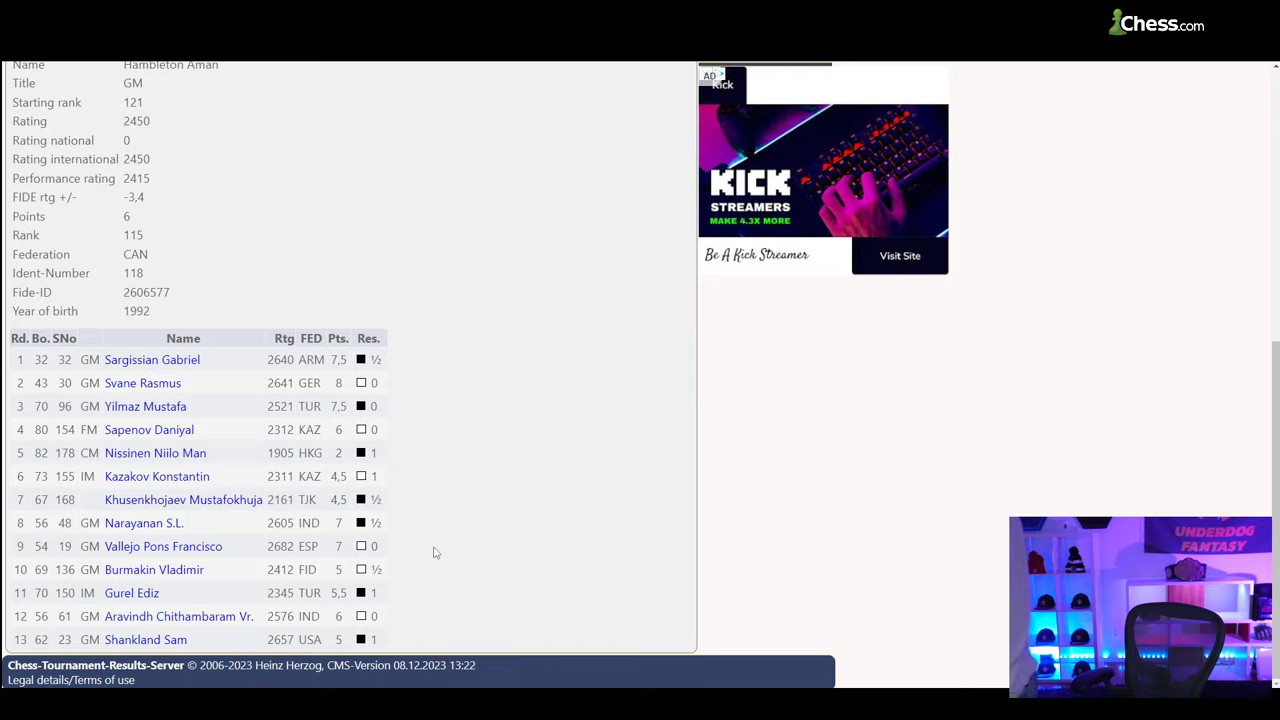 Chess.com
Name Hambleton Aman
Title GM
Starting rank 121
Rating 2450
Rating national 0
Rating international 2450
Performance rating 2415
FIDE rtg +/- -3,4
Points 6
Rank 115
Federation CAN
Ident-Number 118
Fide-ID 2606577
Year of birth 1992
Rd. Bo. SNo Name Rtg FED Pts. Res.
1 32 32 GM Sargissian Gabriel 2640 ARM 7,5 ½
2 43 30 GM Svane Rasmus 2641 GER 8 0
3 70 96 GM Yilmaz Mustafa 2521 TUR 7,5 0
4 80 154 FM Sapenov Daniyal 2312 KAZ 6 0
5 82 178 CM Nissinen Niilo Man 1905 HKG 2 1
6 73 155 IM Kazakov Konstantin 2311 KAZ 4,5 1
7 67 168 Khusenkhojaev Mustafokhuja 2161 TJK 4,5 ½
8 56 48 GM Narayanan S.L. 2605 IND 7 ½
9 54 19 GM Vallejo Pons Francisco 2682 ESP 7 0
10 69 136 GM Burmakin Vladimir 2412 FID 5 ½
11 70 150 IM Gurel Ediz 2345 TUR 5,5 1
12 56 61 GM Aravindh Chithambaram Vr. 2576 IND 6 0
13 62 23 GM Shankland Sam 2657 USA 5 1
Chess-Tournament-Results-Server © 2006-2023 Heinz Herzog, CMS-Version 08.12.2023 13:22
Legal details/Terms of use
AD
Kick
KICK
STREAMERS
MAKE 4.3X MORE
Be A Kick Streamer
Visit Site
UNDERDOG
FANTASY